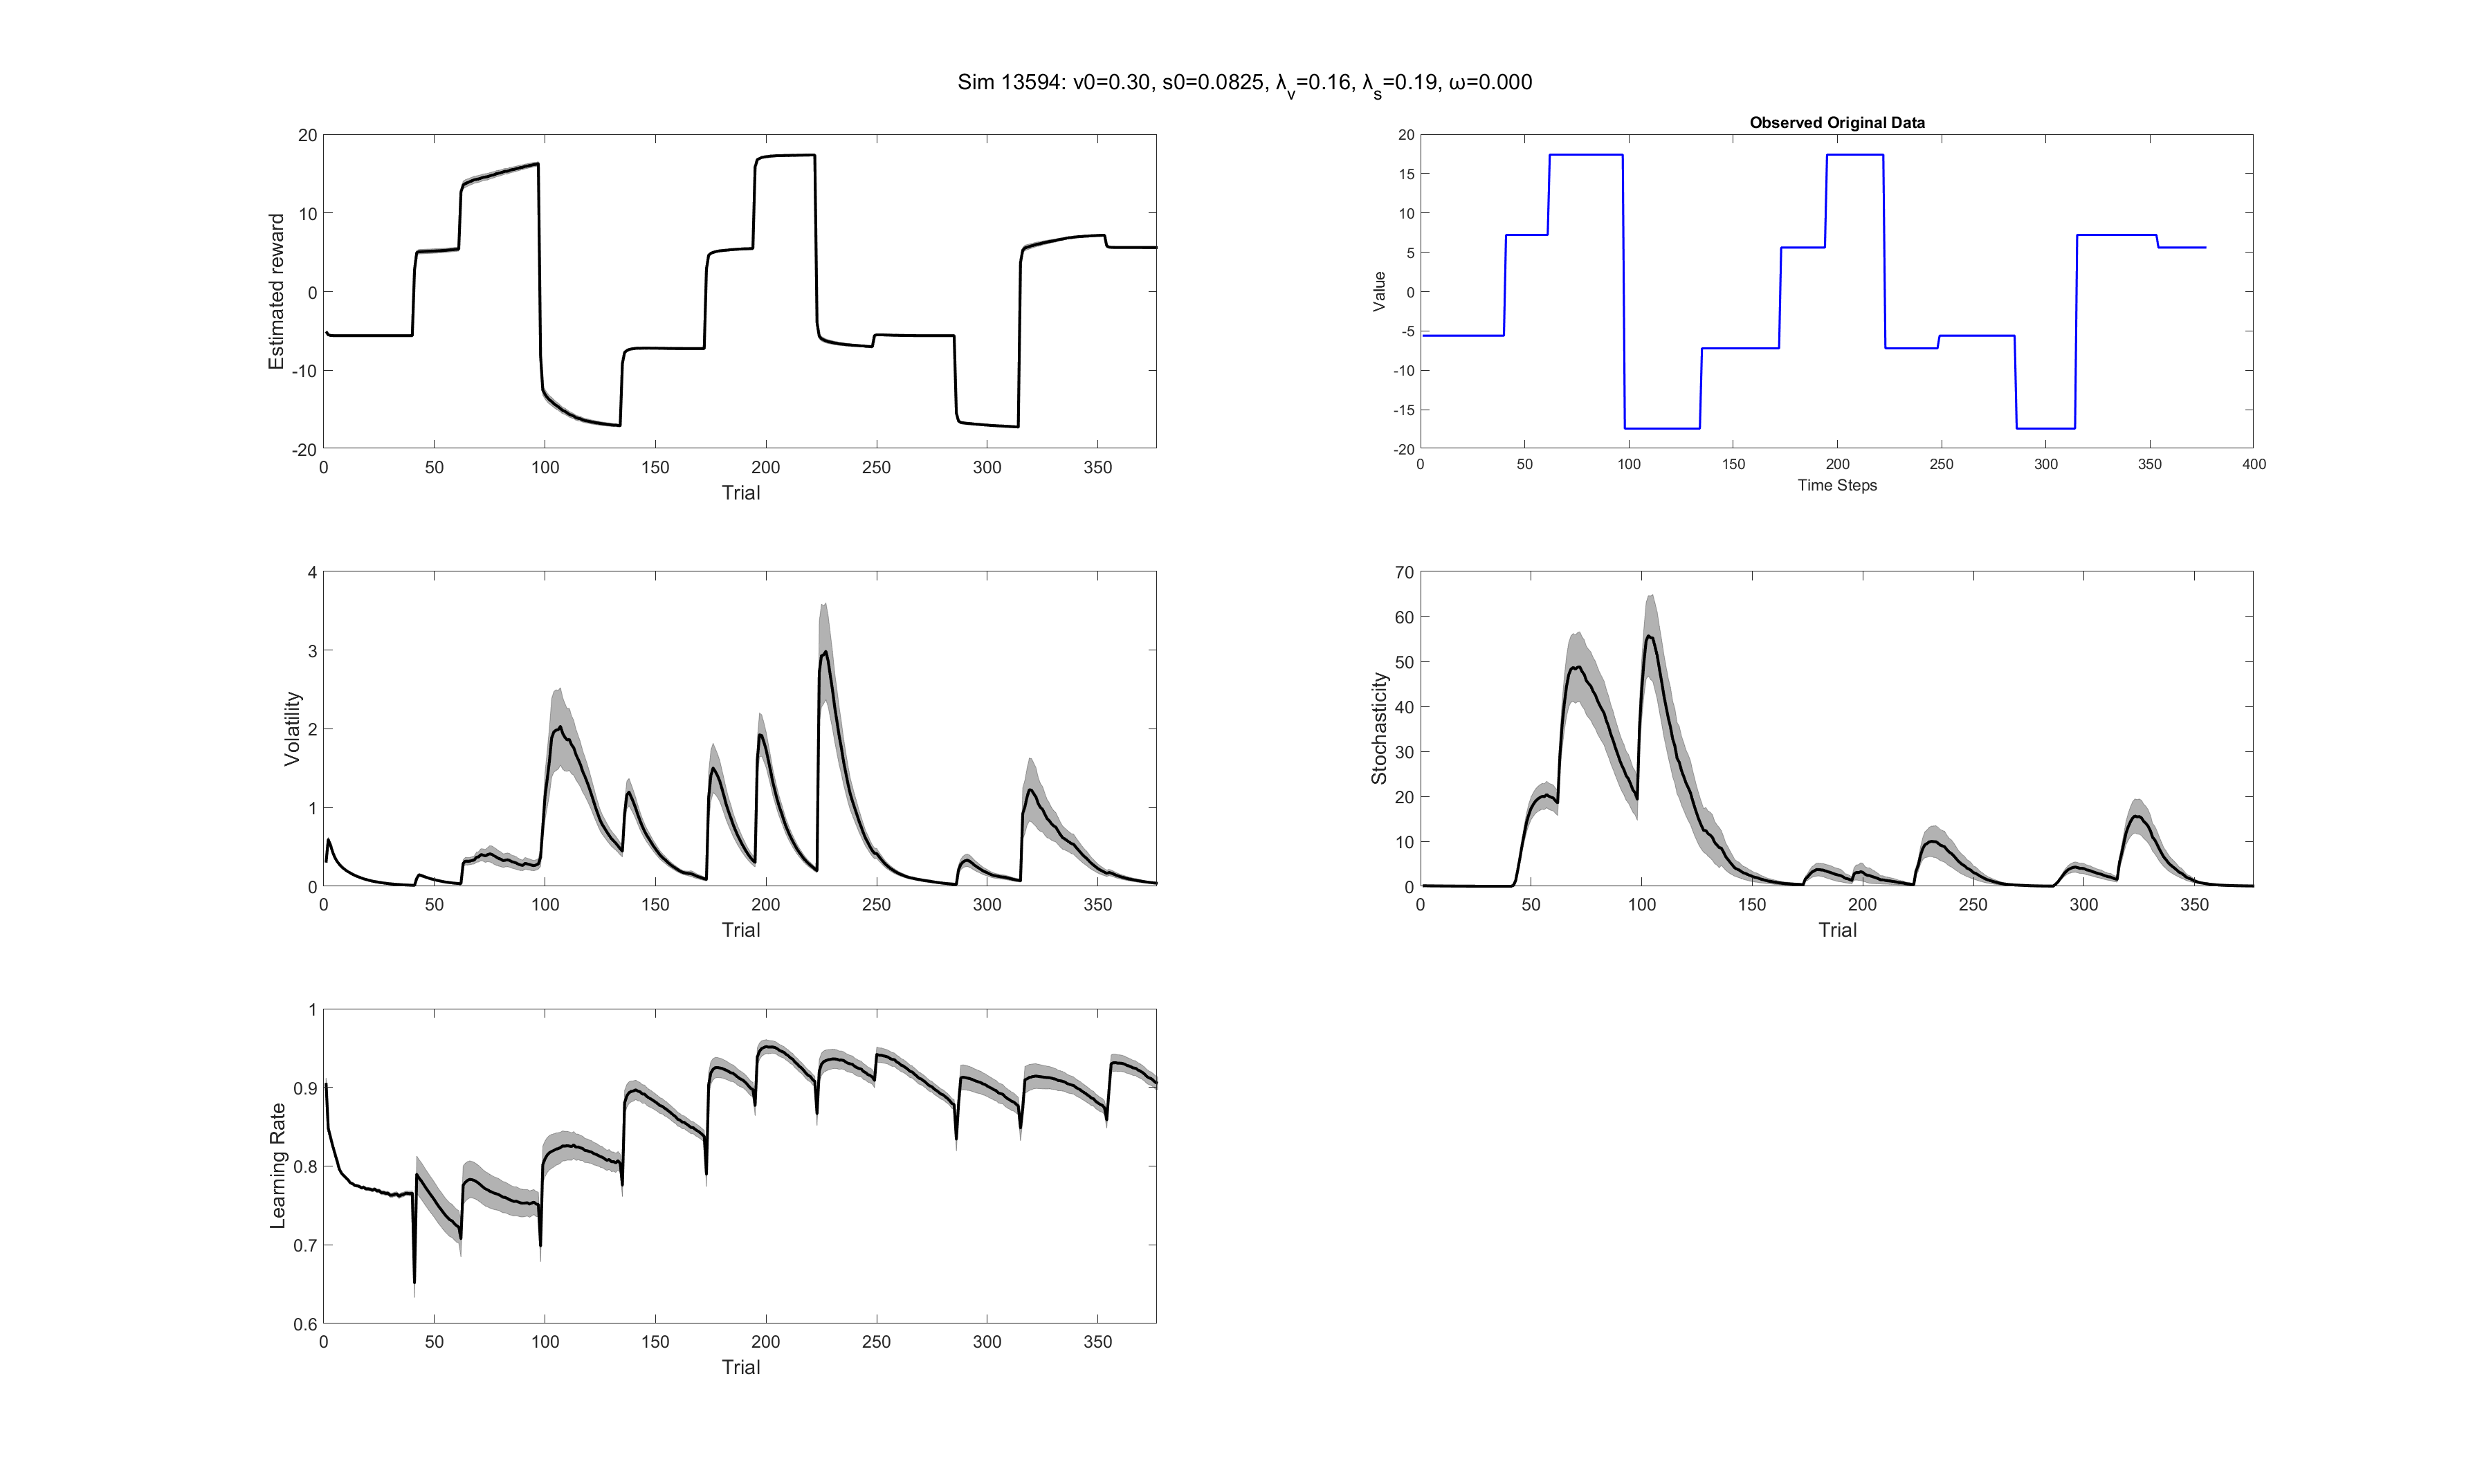 Sim 13594: v0=0.30, s0=0.0825, λv=0.16, λs=0.19, ω=0.000
Estimated reward
20
10
0
-10
-20
0 50 100 150 200 250 300 350
Trial
Observed Original Data
Value
20
15
10
5
0
-5
-10
-15
-20
0 50 100 150 200 250 300 350 400
Time Steps
Volatility
4
3
2
1
0
0 50 100 150 200 250 300 350
Trial
Stochasticity
70
60
50
40
30
20
10
0
0 50 100 150 200 250 300 350
Trial
Learning Rate
1
0.9
0.8
0.7
0.6
0 50 100 150 200 250 300 350
Trial